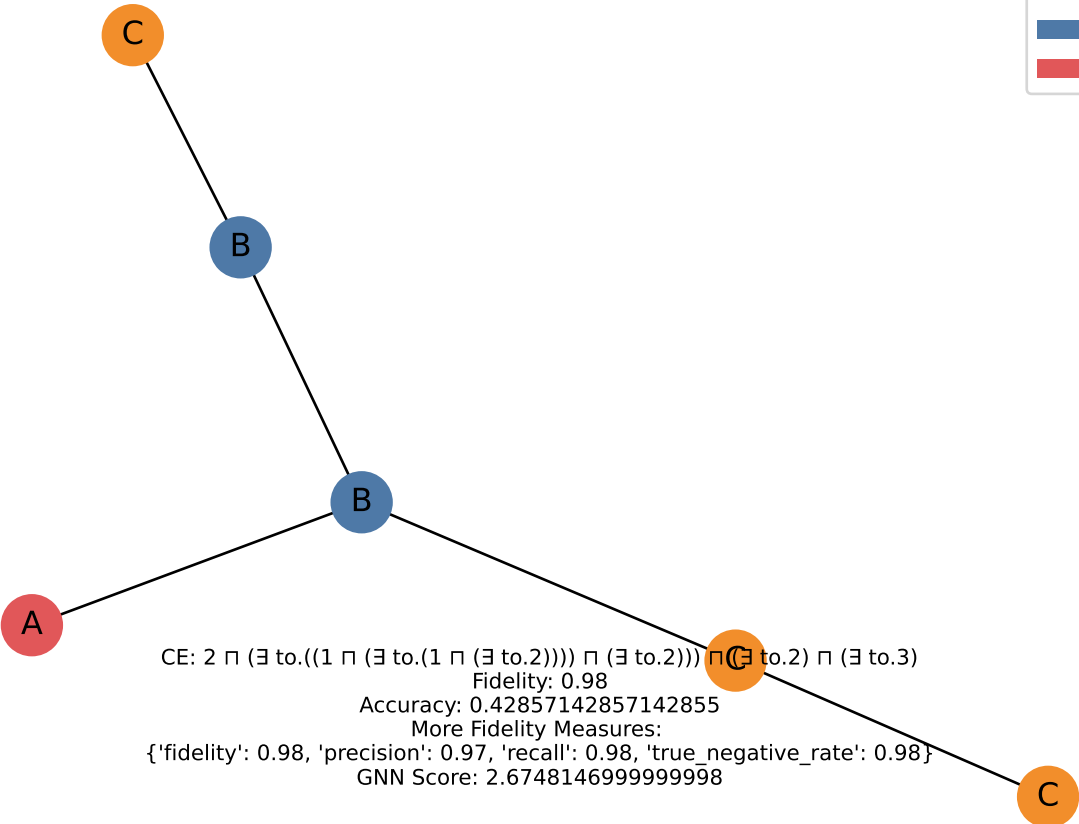 C
B
B
A
C
CE: 2 ⊓ (∃ to.((1 ⊓ (∃ to.(1 ⊓ (∃ to.2)))) ⊓ (∃ to.2))) ⊓ (∃ to.2) ⊓ (∃ to.3)
Fidelity: 0.98
Accuracy: 0.42857142857142855
More Fidelity Measures:
{'fidelity': 0.98, 'precision': 0.97, 'recall': 0.98, 'true_negative_rate': 0.98}
GNN Score: 2.6748146999999998
C